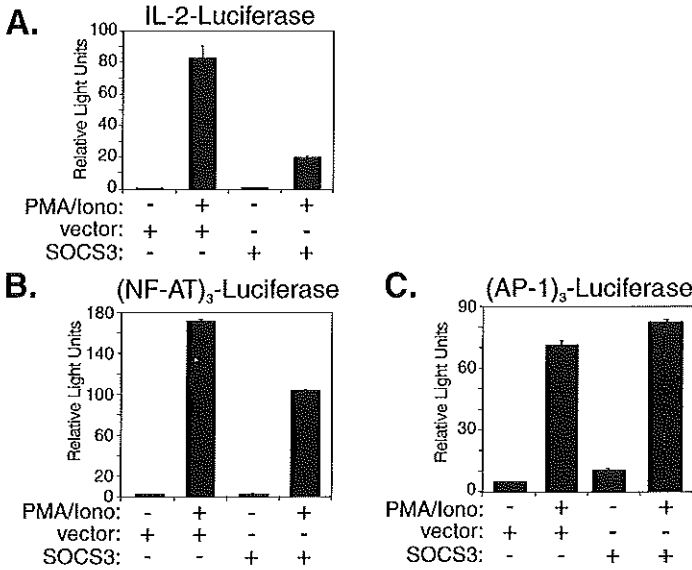 A.
IL-2-Luciferase
Relative Light Units
100
80
60
40
20
0
PMA/Iono: - + - +
vector: + + - -
SOCS3: - - + +
B.
(NF-AT)3-Luciferase
Relative Light Units
180
140
100
60
0
PMA/Iono: - + - +
vector: + + - -
SOCS3: - - + +
C.
(AP-1)3-Luciferase
Relative Light Units
90
60
30
0
PMA/Iono: - + - +
vector: + + - -
SOCS3: - - + +